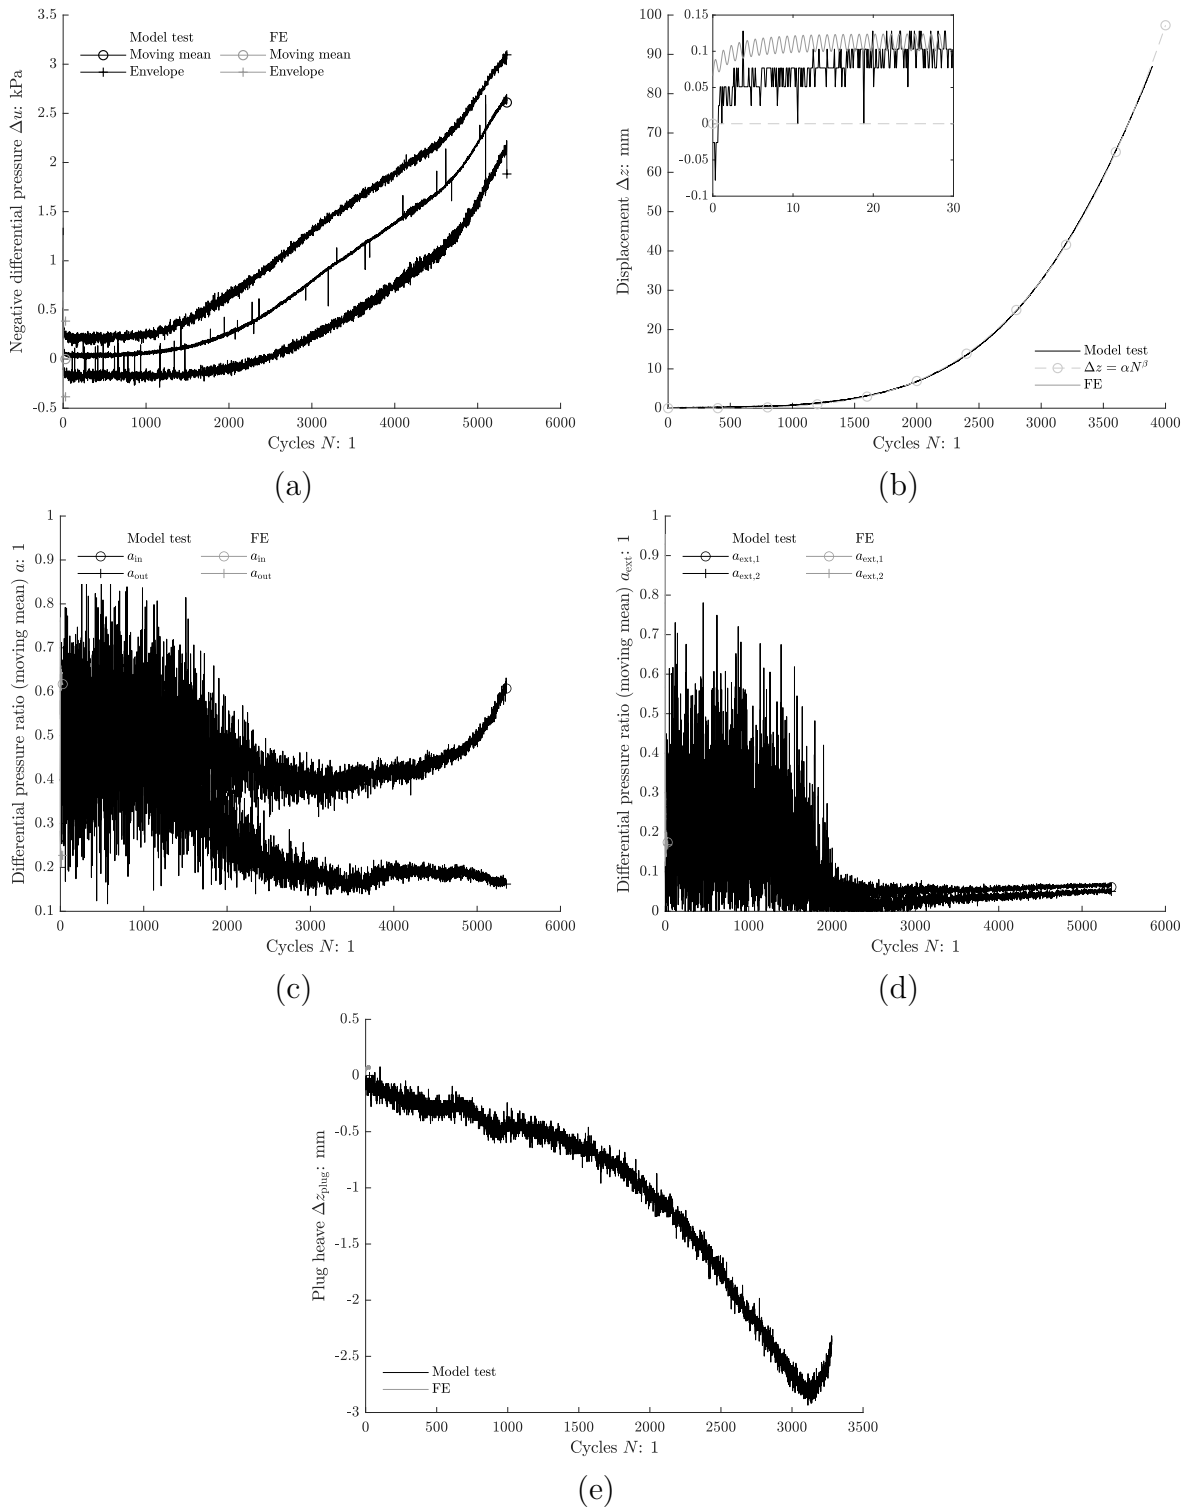 Negative differential pressure Δu: kPa
3.5
3
2.5
2
1.5
1
0.5
0
-0.5
Model test FE
Moving mean Moving mean
Envelope Envelope
0 1000 2000 3000 4000 5000 6000
Cycles N: 1
(a)
Displacement Δz: mm
100
90
80
70
60
50
40
30
20
10
0
0.15
0.1
0.05
0
-0.05
-0.1
0 10 20 30
Model test
Δz = αN^β
FE
0 500 1000 1500 2000 2500 3000 3500 4000
Cycles N: 1
(b)
Differential pressure ratio (moving mean) a: 1
1
0.9
0.8
0.7
0.6
0.5
0.4
0.3
0.2
0.1
Model test FE
a_in a_in
a_out a_out
0 1000 2000 3000 4000 5000 6000
Cycles N: 1
(c)
Differential pressure ratio (moving mean) a_ext: 1
1
0.9
0.8
0.7
0.6
0.5
0.4
0.3
0.2
0.1
0
Model test FE
a_ext,1 a_ext,1
a_ext,2 a_ext,2
0 1000 2000 3000 4000 5000 6000
Cycles N: 1
(d)
Plug heave Δz_plug: mm
0.5
0
-0.5
-1
-1.5
-2
-2.5
-3
Model test
FE
0 500 1000 1500 2000 2500 3000 3500
Cycles N: 1
(e)